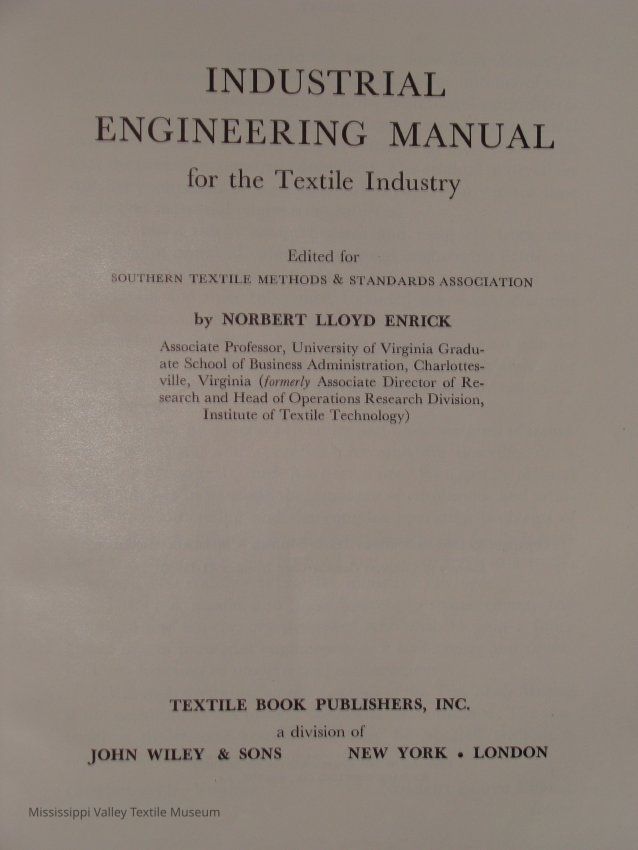 INDUSTRIAL
ENGINEERING MANUAL
for the Textile Industry
Edited for
SOUTHERN TEXTILE METHODS & STANDARDS ASSOCIATION
by NORBERT LLOYD ENRICK
Associate Professor, University of Virginia Gradu-
ate School of Business Administration, Charlottes-
ville, Virginia (formerly Associate Director of Re-
search and Head of Operations Research Division,
Institute of Textile Technology)
TEXTILE BOOK PUBLISHERS, INC.
a division of
JOHN WILEY & SONS NEW YORK • LONDON
Mississippi Valley Textile Museum